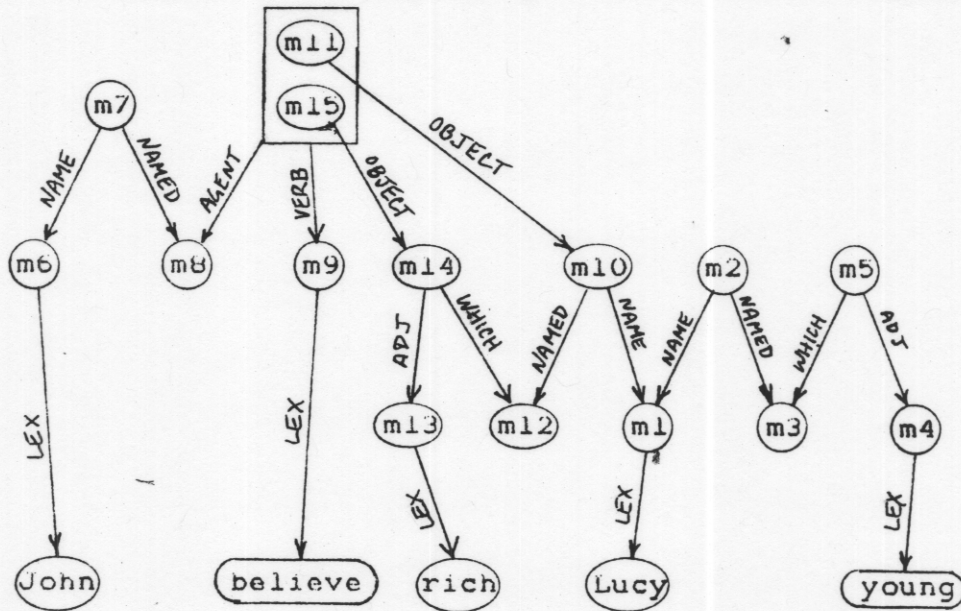 m11
m7
m15
NAME
NAMED
AGENT
VERB
OBJECT
OBJECT
m6
m8
m9
m14
m10
m2
m5
ADJ
WHICH
NAMED
NAME
NAME
NAMED
WHICH
ADJ
m13
m12
m1
m3
m4
LEX
LEX
LEX
LEX
LEX
John
believe
rich
Lucy
young